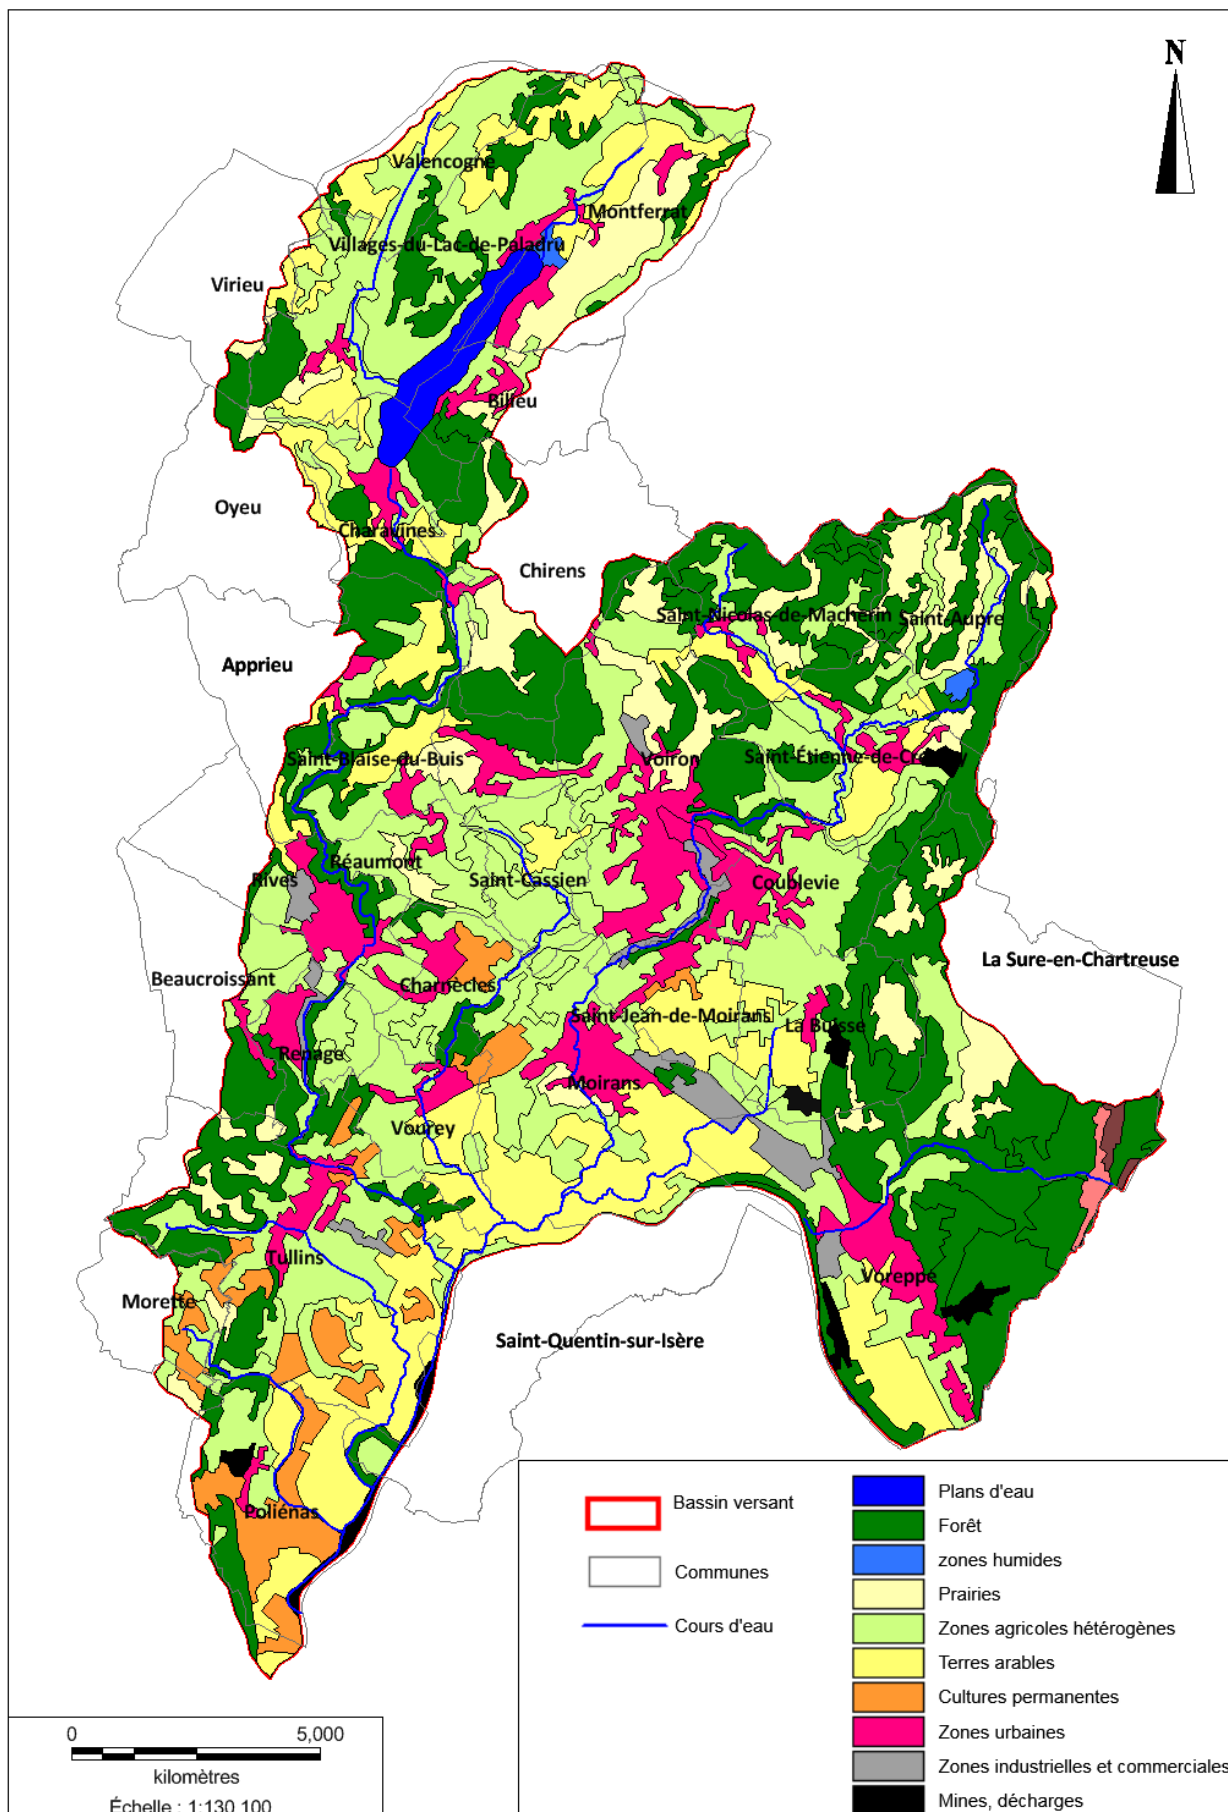 N
Valencogne
Montferrat
Villages-du-Lac-de-Paladru
Virieu
Bilieu
Oyeu
Charavines
Chirens
Saint-Nicolas-de-Macherin
Saint-Aupre
Apprieu
Saint-Blaise-du-Buis
Voiron
Saint-Étienne-de-Crossey
Réaumont
Rives
Saint-Cassien
Coublevie
La Sure-en-Chartreuse
Beaucroissant
Charnècles
Saint-Jean-de-Moirans
La Buisse
Renage
Moirans
Vourey
Tullins
Voreppe
Morette
Saint-Quentin-sur-Isère
Poliénas
Bassin versant
Communes
Cours d'eau
Plans d'eau
Forêt
zones humides
Prairies
Zones agricoles hétérogènes
Terres arables
Cultures permanentes
Zones urbaines
Zones industrielles et commerciales
Mines, décharges
0 5,000
kilomètres
Échelle : 1:130 100